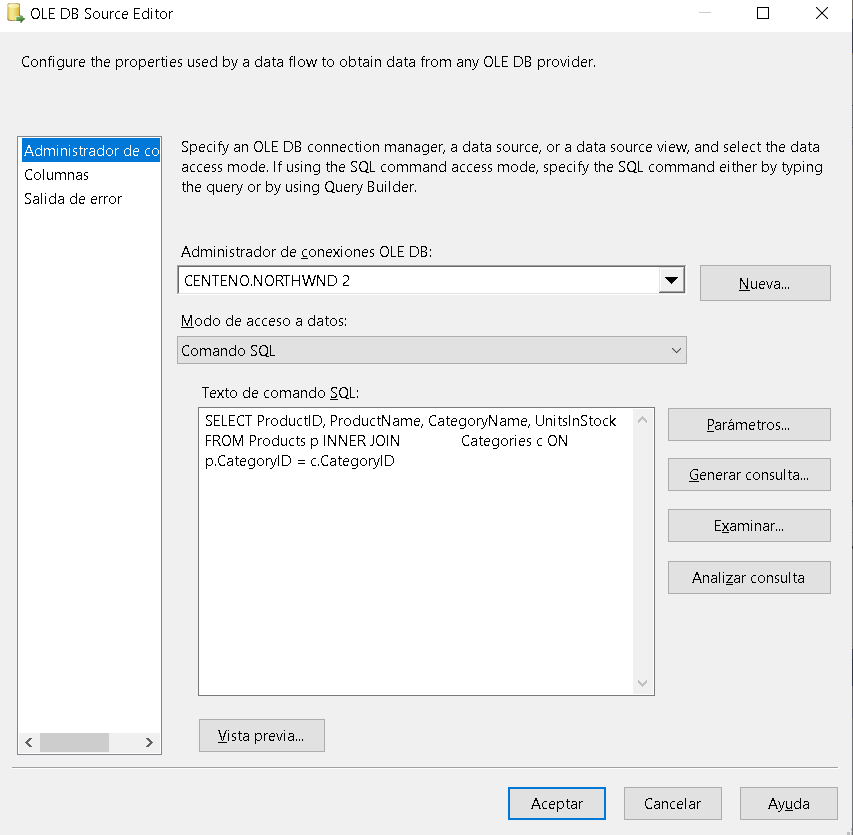 OLE DB Source Editor
Configure the properties used by a data flow to obtain data from any OLE DB provider.
Administrador de co
Columnas
Salida de error
Specify an OLE DB connection manager, a data source, or a data source view, and select the data
access mode. If using the SQL command access mode, specify the SQL command either by typing
the query or by using Query Builder.
Administrador de conexiones OLE DB:
CENTENO.NORTHWND 2
Nueva...
Modo de acceso a datos:
Comando SQL
Texto de comando SQL:
SELECT ProductID, ProductName, CategoryName, UnitsInStock
FROM Products p INNER JOIN Categories c ON
p.CategoryID = c.CategoryID
Parámetros...
Generar consulta...
Examinar...
Analizar consulta
Vista previa...
Aceptar
Cancelar
Ayuda